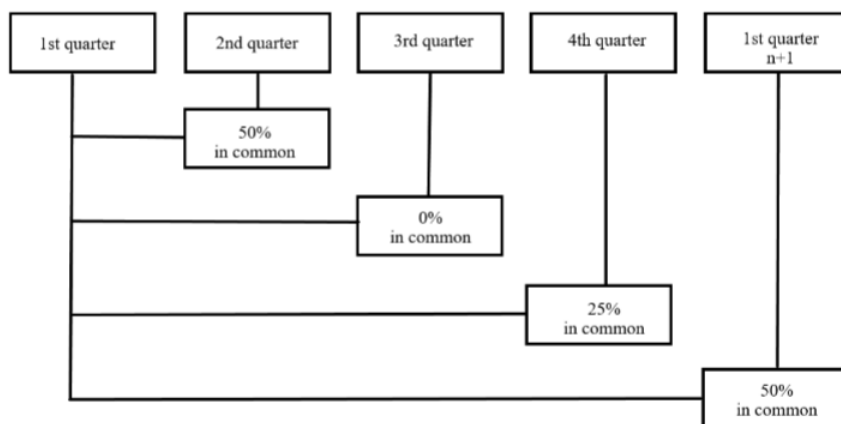 1st quarter
2nd quarter
3rd quarter
4th quarter
1st quarter
n+1
50%
in common
0%
in common
25%
in common
50%
in common